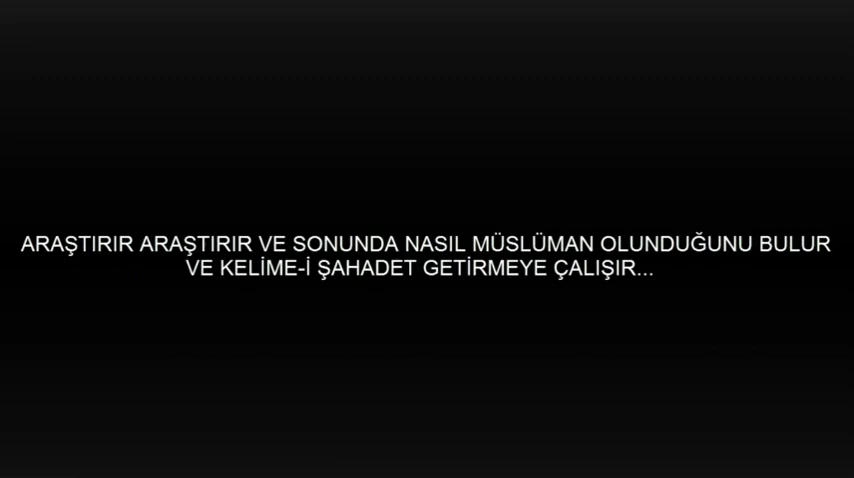 ARAŞTIRIR ARAŞTIRIR VE SONUNDA NASIL MÜSLÜMAN OLUNDUĞUNU BULUR
VE KELİME-İ ŞAHADET GETİRMEYE ÇALIŞIR...